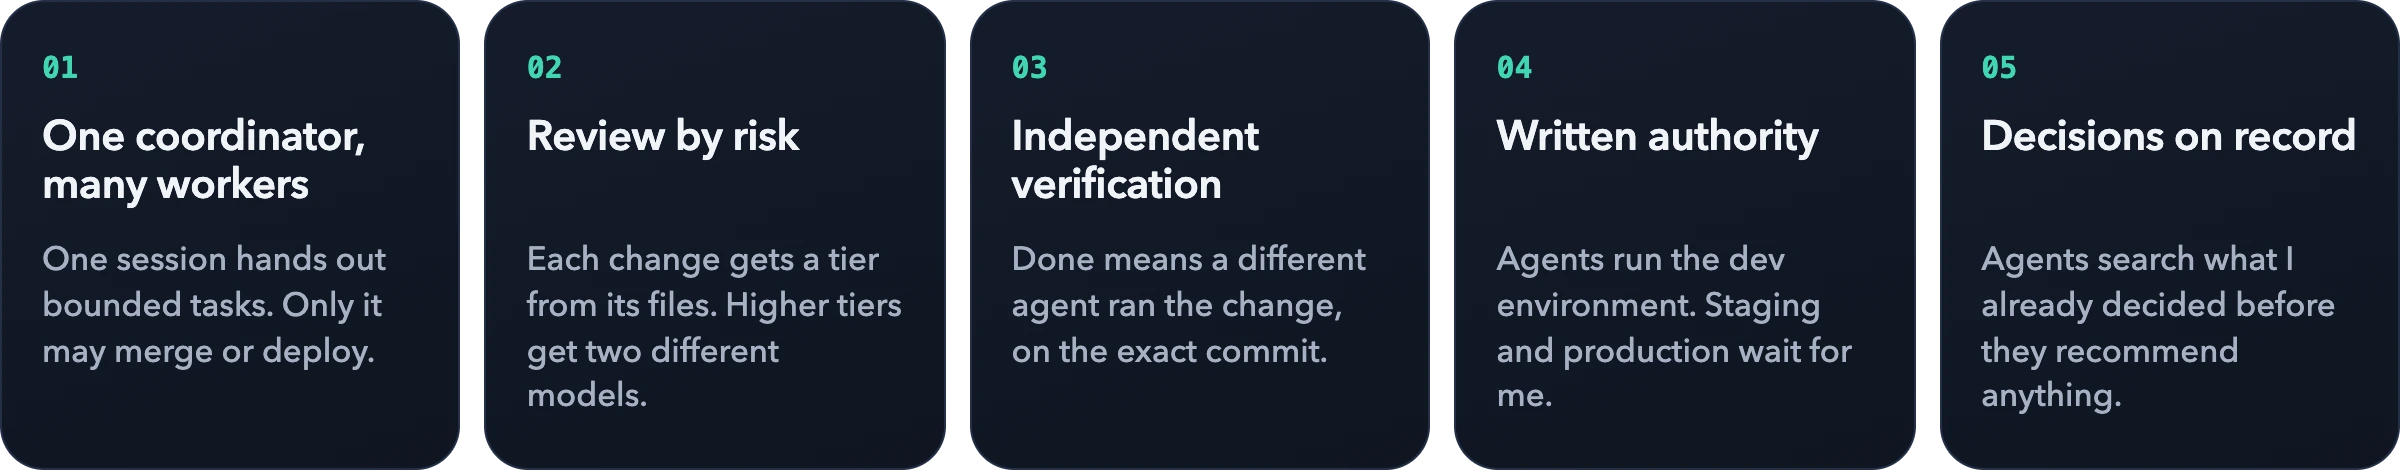 01
One coordinator,
many workers
One session hands out
bounded tasks. Only it
may merge or deploy.
02
Review by risk
Each change gets a tier
from its files. Higher tiers
get two different
models.
03
Independent
verification
Done means a different
agent ran the change,
on the exact commit.
04
Written authority
Agents run the dev
environment. Staging
and production wait for
me.
05
Decisions on record
Agents search what I
already decided before
they recommend
anything.